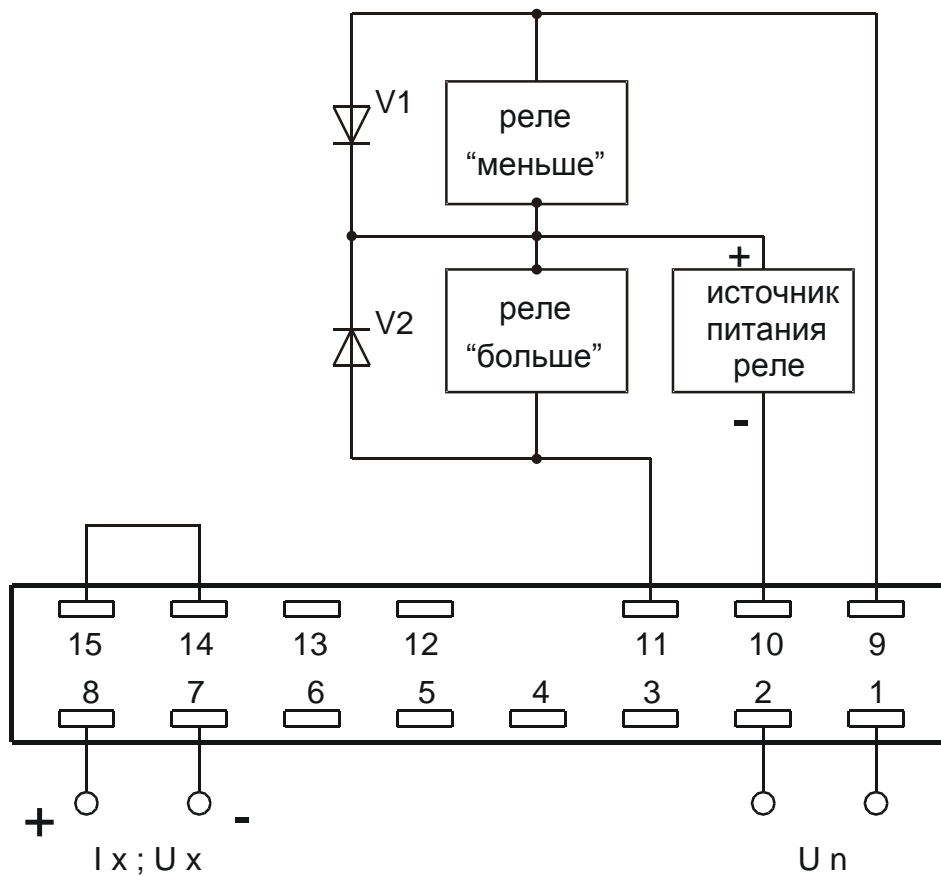 V1
реле
“меньше”
+
V2
реле
“больше”
источник
питания
реле
-
15 14 13 12 11 10 9
8 7 6 5 4 3 2 1
+ -
I x ; U x
U n